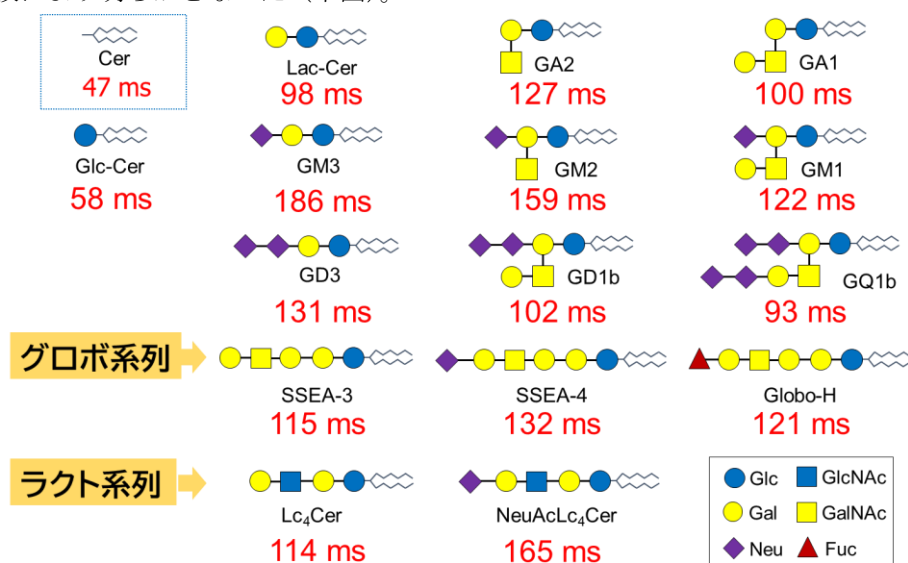 Cer
47 ms
Lac-Cer
98 ms
GA2
127 ms
GA1
100 ms
Glc-Cer
58 ms
GM3
186 ms
GM2
159 ms
GM1
122 ms
GD3
131 ms
GD1b
102 ms
GQ1b
93 ms
グロボ系列
SSEA-3
115 ms
SSEA-4
132 ms
Globo-H
121 ms
ラクト系列
Lc₄Cer
114 ms
NeuAcLc₄Cer
165 ms
Glc
GlcNAc
Gal
GalNAc
Neu
Fuc